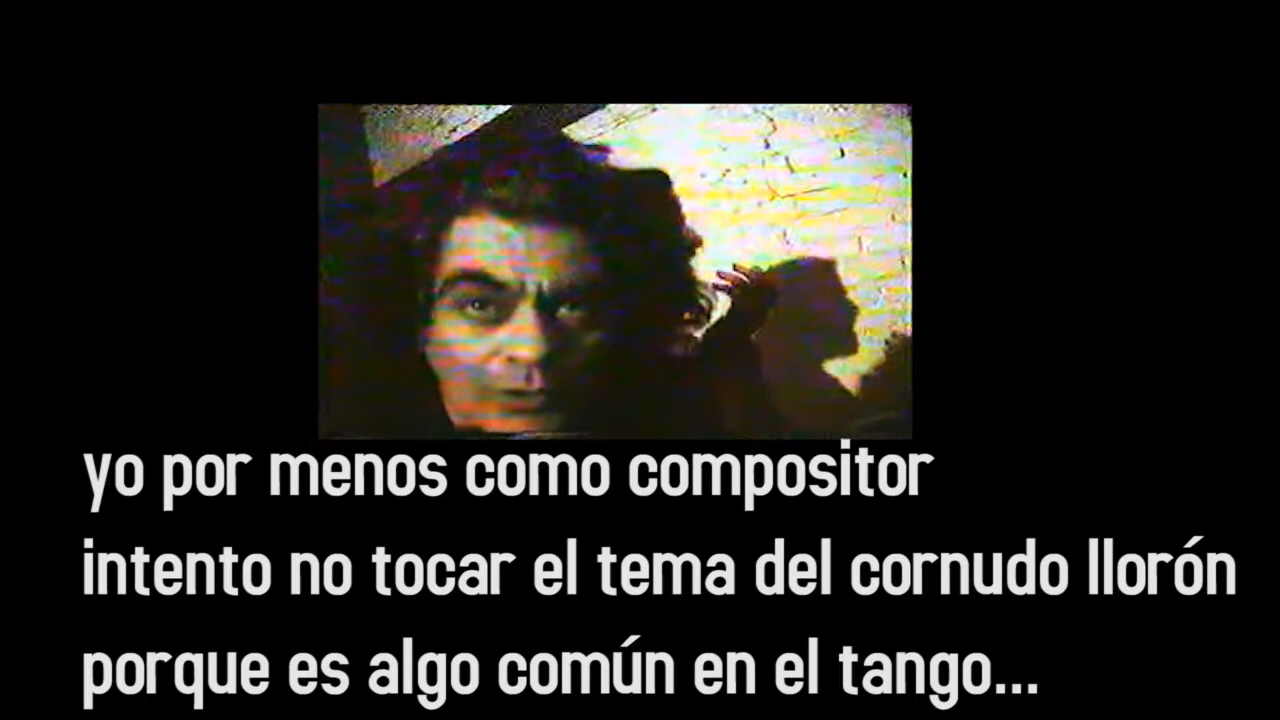 yo por menos como compositor
intento no tocar el tema del cornudo llorón
porque es algo común en el tango...